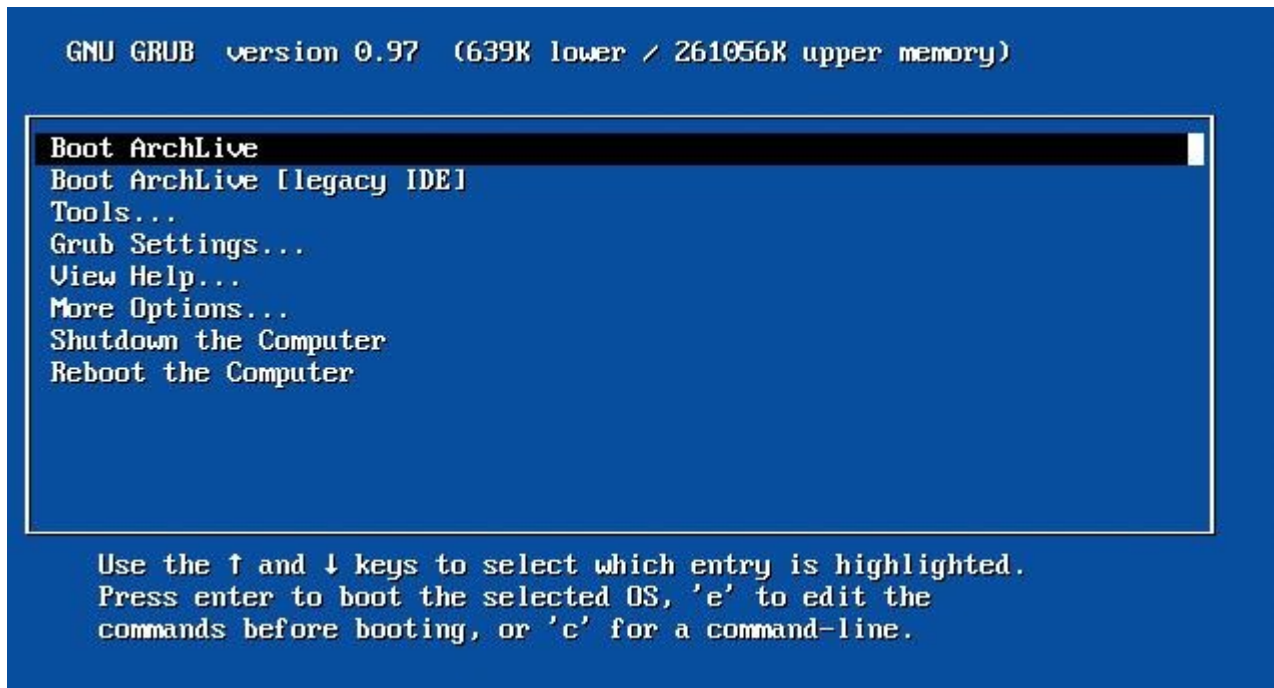 GNU GRUB version 0.97 (639K lower / 261056K upper memory)
Boot ArchLive
Boot ArchLive [legacy IDE]
Tools...
Grub Settings...
View Help...
More Options...
Shutdown the Computer
Reboot the Computer
Use the ↑ and ↓ keys to select which entry is highlighted.
Press enter to boot the selected OS, 'e' to edit the
commands before booting, or 'c' for a command-line.